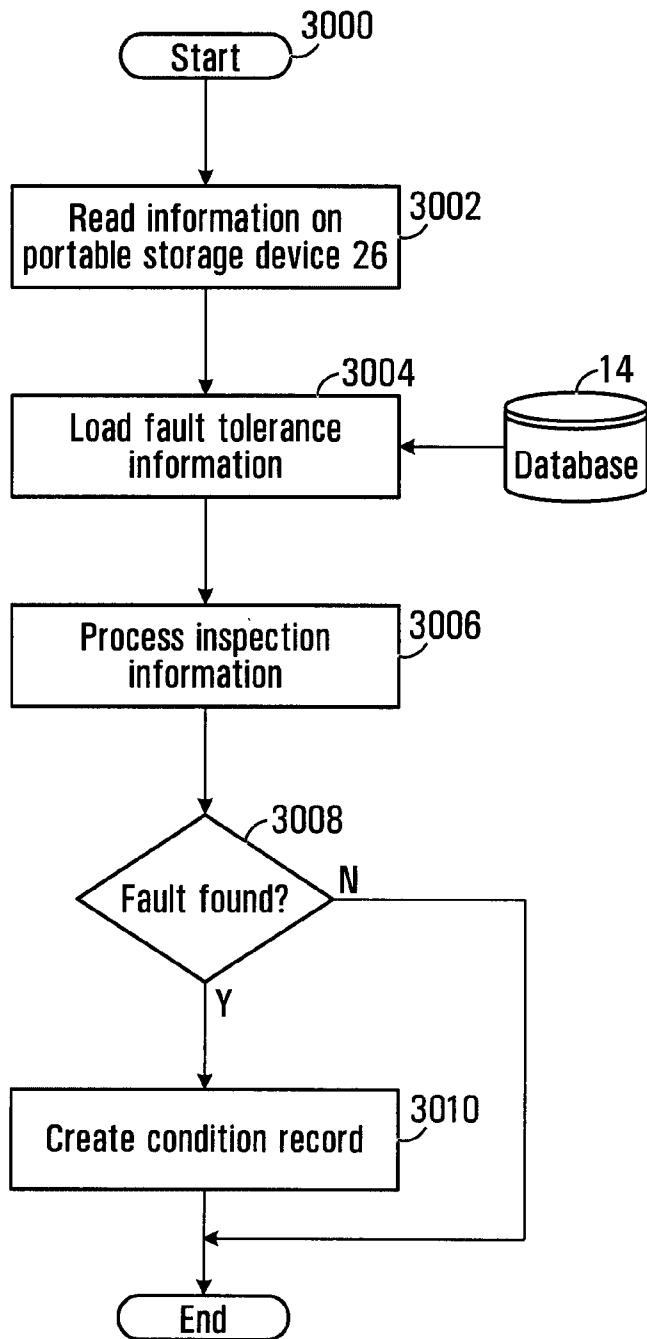 3000
Start
3002
Read information on
portable storage device 26
3004
14
Load fault tolerance
information
Database
3006
Process inspection
information
3008
Fault found?
N
Y
3010
Create condition record
End